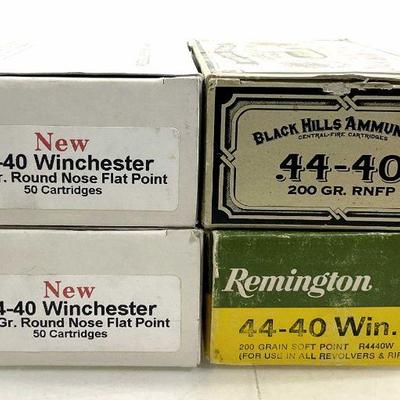 New
-40 Winchester
Gr. Round Nose Flat Point
50 Cartridges
BLACK HILLS AMMUN
CENTRAL-FIRE CARTRIDGES
.44-40
200 GR. RNFP
New
4-40 Winchester
Gr. Round Nose Flat Point
50 Cartridges
Remington
44-40 Win.
200 GRAIN SOFT POINT R4440W
(FOR USE IN ALL REVOLVERS & RIF